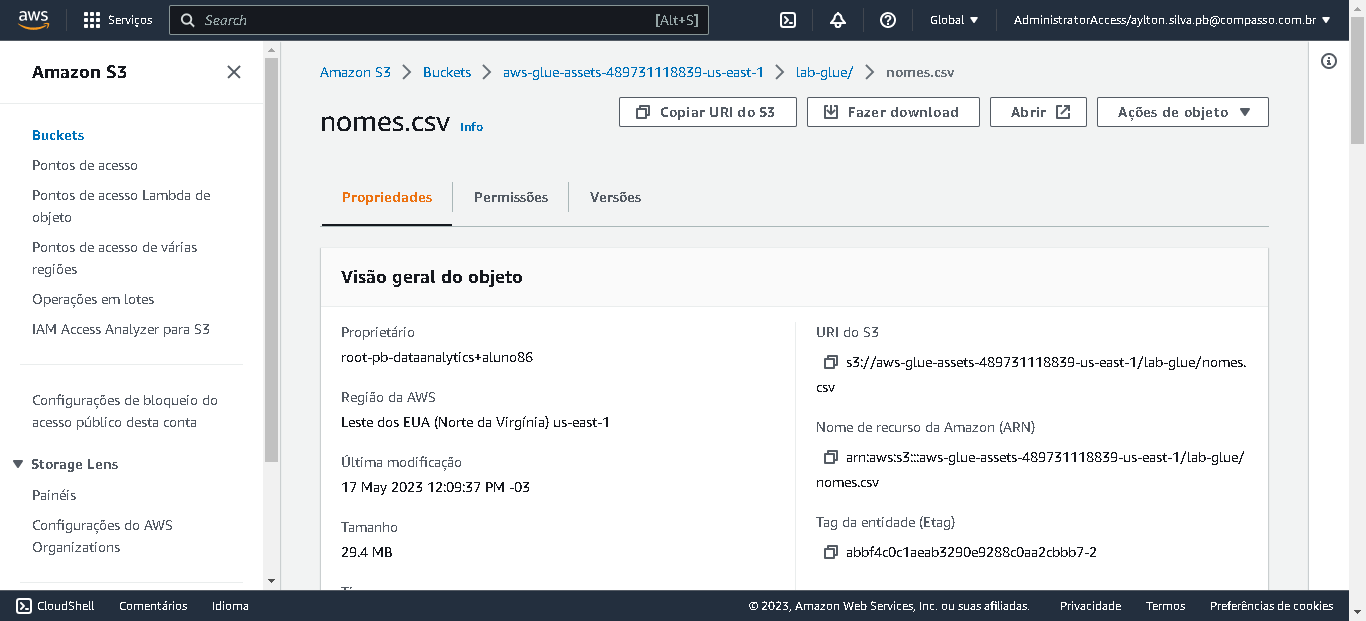 aws
Serviços
Search
[Alt+S]
Global
AdministratorAccess/aylton.silva.pb@compasso.com.br
Amazon S3
Buckets
Pontos de acesso
Pontos de acesso Lambda de
objeto
Pontos de acesso de várias
regiões
Operações em lotes
IAM Access Analyzer para S3
Configurações de bloqueio do
acesso público desta conta
Storage Lens
Painéis
Configurações do AWS
Organizations
Amazon S3
Buckets
aws-glue-assets-489731118839-us-east-1
lab-glue/
nomes.csv
nomes.csv
Info
Copiar URI do S3
Fazer download
Abrir
Ações de objeto
Propriedades
Permissões
Versões
Visão geral do objeto
Proprietário
root-pb-dataanalytics+aluno86
Região da AWS
Leste dos EUA (Norte da Virgínia) us-east-1
Última modificação
17 May 2023 12:09:37 PM -03
Tamanho
29.4 MB
URI do S3
s3://aws-glue-assets-489731118839-us-east-1/lab-glue/nomes.
csv
Nome de recurso da Amazon (ARN)
arn:aws:s3:::aws-glue-assets-489731118839-us-east-1/lab-glue/
nomes.csv
Tag da entidade (Etag)
abbf4c0c1aeab3290e9288c0aa2cbbb7-2
CloudShell
Comentários
Idioma
© 2023, Amazon Web Services, Inc. ou suas afiliadas.
Privacidade
Termos
Preferências de cookies